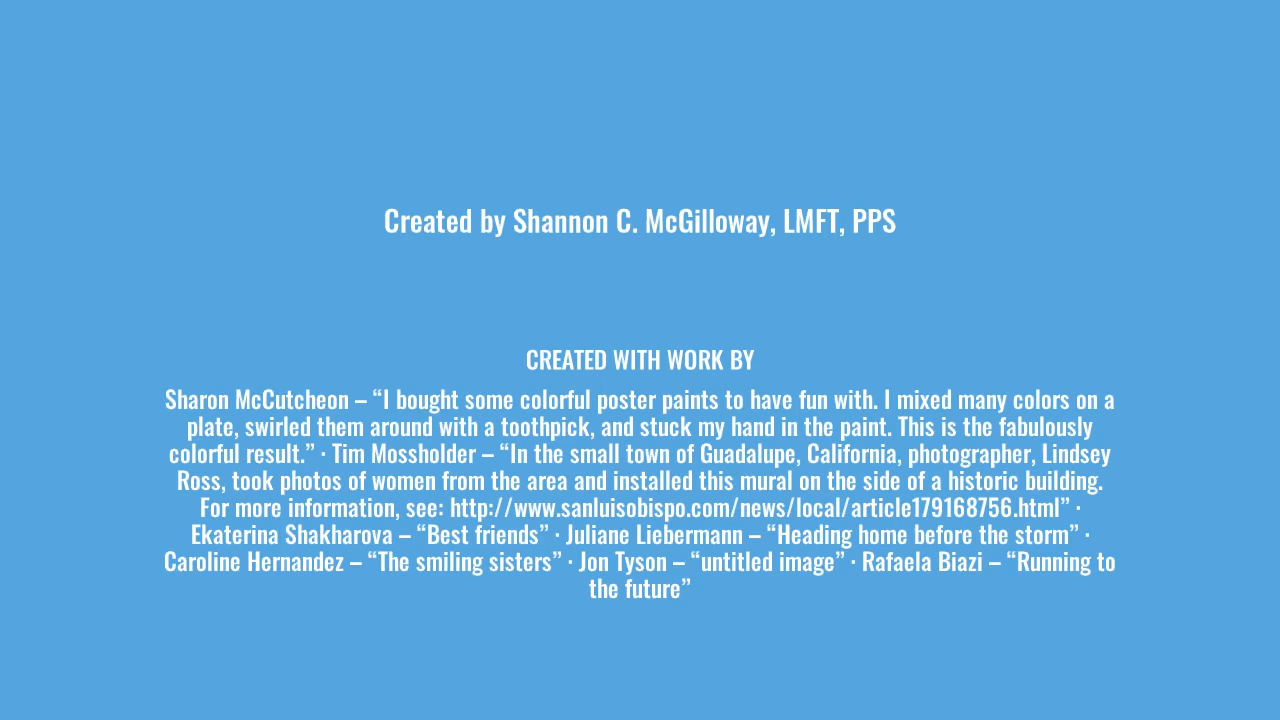 Created by Shannon C. McGilloway, LMFT, PPS
CREATED WITH WORK BY
Sharon McCutcheon – “I bought some colorful poster paints to have fun with. I mixed many colors on a
plate, swirled them around with a toothpick, and stuck my hand in the paint. This is the fabulously
colorful result.” · Tim Mossholder – “In the small town of Guadalupe, California, photographer, Lindsey
Ross, took photos of women from the area and installed this mural on the side of a historic building.
For more information, see: http://www.sanluisobispo.com/news/local/article179168756.html” ·
Ekaterina Shakharova – “Best friends” · Juliane Liebermann – “Heading home before the storm” ·
Caroline Hernandez – “The smiling sisters” · Jon Tyson – “untitled image” · Rafaela Biazi – “Running to
the future”